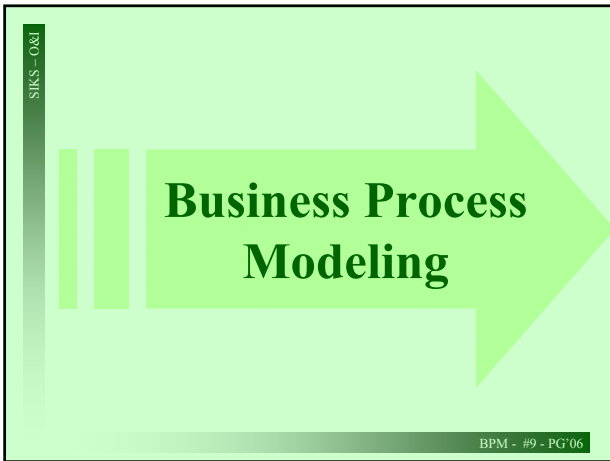 SIKS – O&I
Business Process
Modeling
BPM - #9 - PG'06